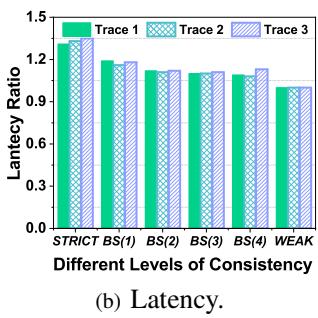 1.5
1.2
0.9
0.6
0.3
0.0
Lantecy Ratio
Trace 1 Trace 2 Trace 3
STRICT BS(1) BS(2) BS(3) BS(4) WEAK
Different Levels of Consistency
(b) Latency.